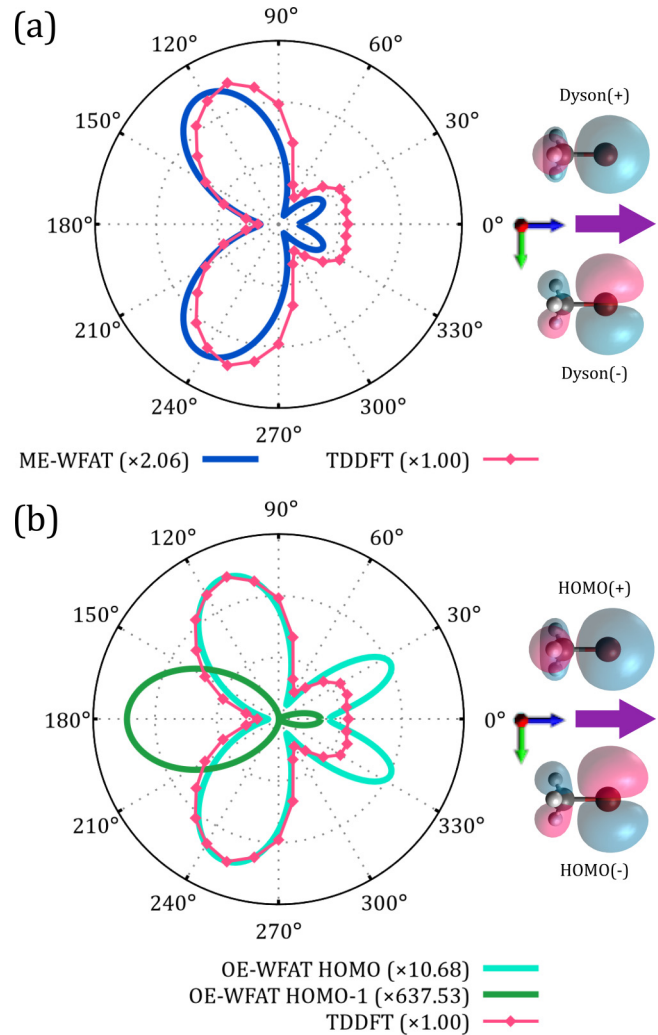 (a)
90°
120°
60°
150°
30°
180°
0°
210°
330°
240°
300°
270°
Dyson(+)
Dyson(-)
ME-WFAT (×2.06)
TDDFT (×1.00)
(b)
90°
120°
60°
150°
30°
180°
0°
210°
330°
240°
300°
270°
HOMO(+)
HOMO(-)
OE-WFAT HOMO (×10.68)
OE-WFAT HOMO-1 (×637.53)
TDDFT (×1.00)